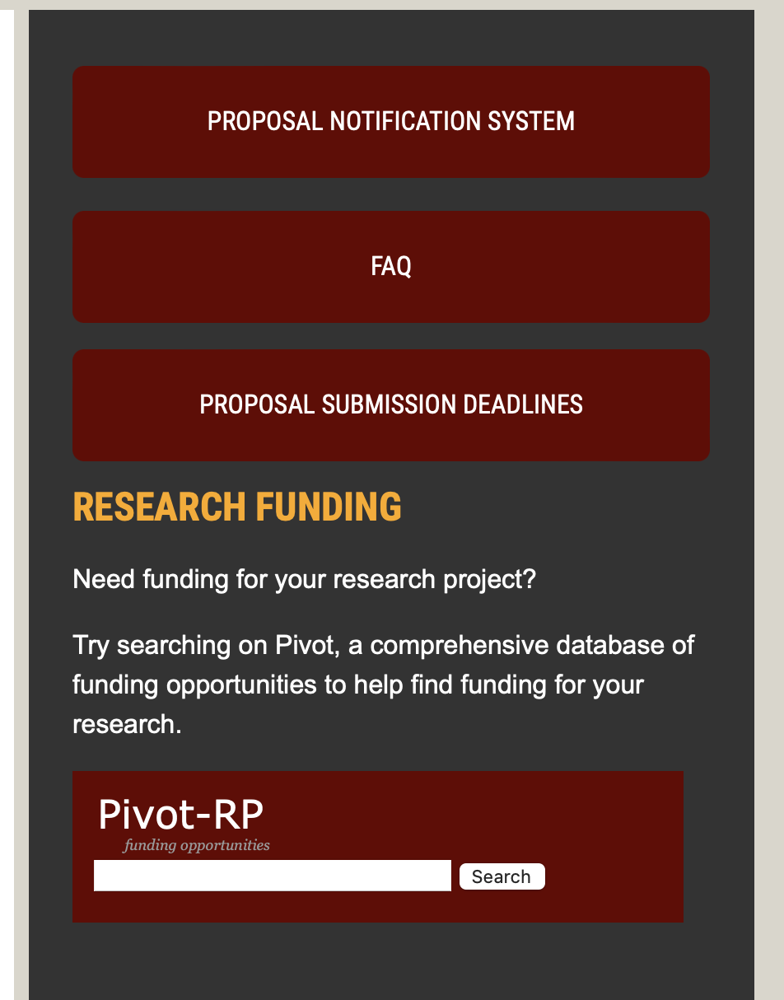 PROPOSAL NOTIFICATION SYSTEM
FAQ
PROPOSAL SUBMISSION DEADLINES
RESEARCH FUNDING
Need funding for your research project?
Try searching on Pivot, a comprehensive database of
funding opportunities to help find funding for your
research.
Pivot-RP
funding opportunities
Search